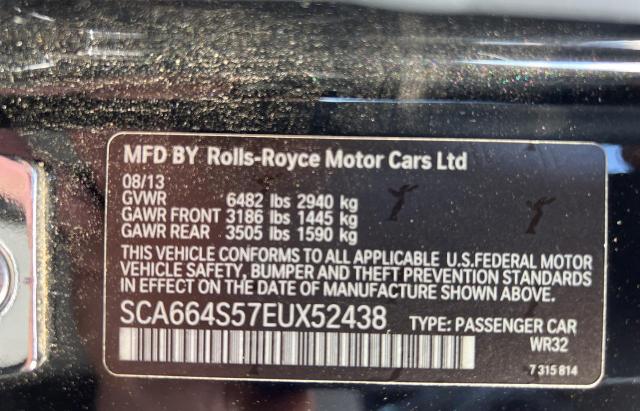 MFD BY Rolls-Royce Motor Cars Ltd
08/13
GVWR 6482 lbs 2940 kg
GAWR FRONT 3186 lbs 1445 kg
GAWR REAR 3505 lbs 1590 kg
THIS VEHICLE CONFORMS TO ALL APPLICABLE U.S.FEDERAL MOTOR
VEHICLE SAFETY, BUMPER AND THEFT PREVENTION STANDARDS
IN EFFECT ON THE DATE OF MANUFACTURE SHOWN ABOVE.
SCA664S57EUX52438 TYPE: PASSENGER CAR
WR32
7 315 814